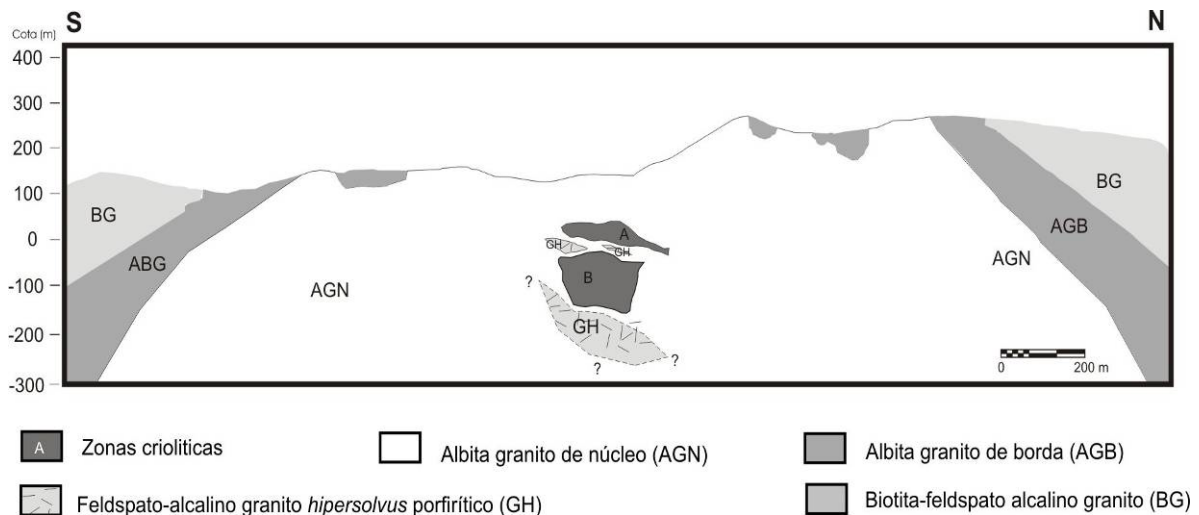 S
N
Cota (m)
400
300
200
100
0
-100
-200
-300
BG
ABG
AGN
A
GH
GH
B
GH
?
?
?
AGN
AGB
BG
0 200 m
A Zonas crioliticas
Albita granito de núcleo (AGN)
Albita granito de borda (AGB)
Feldspato-alcalino granito hipersolvus porfirítico (GH)
Biotita-feldspato alcalino granito (BG)